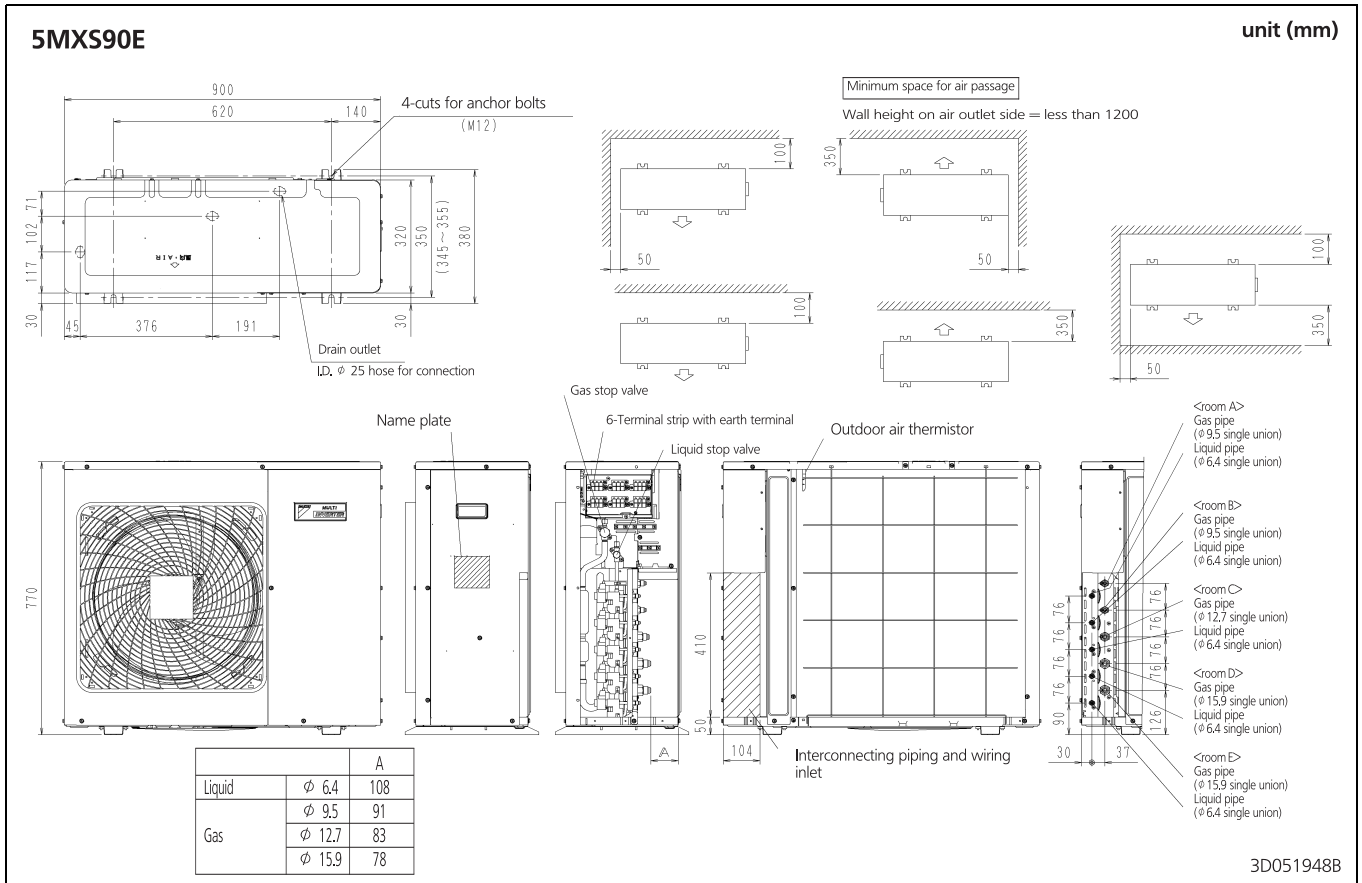 5MXS90E
unit (mm)
900
620
140
4-cuts for anchor bolts
(M12)
71
102
117
30
45
376
191
30
320
350
(345 ~ 355)
380
AIR
Drain outlet
I.D. φ 25 hose for connection
Minimum space for air passage
Wall height on air outlet side = less than 1200
100
50
350
50
100
350
50
100
350
Name plate
Gas stop valve
6-Terminal strip with earth terminal
Liquid stop valve
Outdoor air thermistor
770
MULTI
INVERTER
A
410
50
104
Interconnecting piping and wiring
inlet
76
76
76
76
90
30
37
76
76
76
76
126
<room A>
Gas pipe
(φ 9.5 single union)
Liquid pipe
(φ 6.4 single union)
<room B>
Gas pipe
(φ 9.5 single union)
Liquid pipe
(φ 6.4 single union)
<room C>
Gas pipe
(φ 12.7 single union)
Liquid pipe
(φ 6.4 single union)
<room D>
Gas pipe
(φ 15.9 single union)
Liquid pipe
(φ 6.4 single union)
<room E>
Gas pipe
(φ 15.9 single union)
Liquid pipe
(φ 6.4 single union)
A
Liquid φ 6.4 108
Gas φ 9.5 91
φ 12.7 83
φ 15.9 78
3D051948B